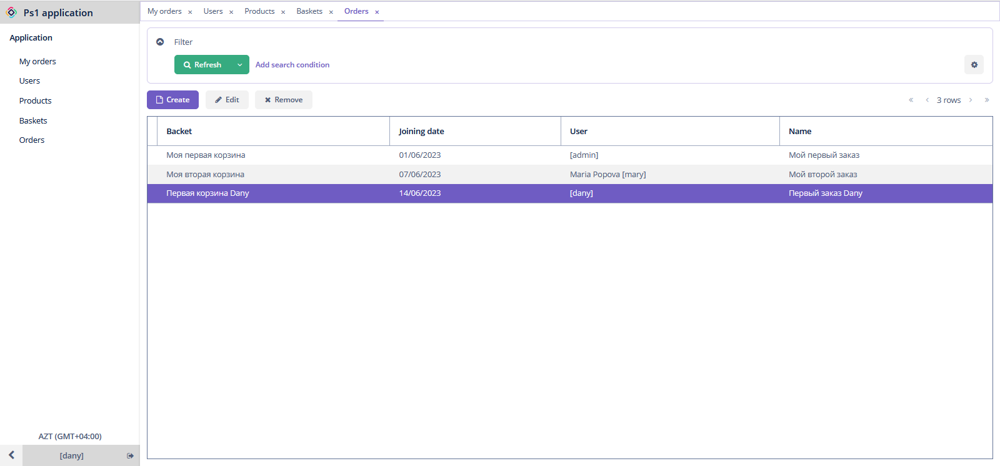 Ps1 application
My orders Users Products Baskets Orders
Application
My orders
Users
Products
Baskets
Orders
Filter
Refresh Add search condition
Create Edit Remove 3 rows
Backet Joining date User Name
Моя первая корзина 01/06/2023 [admin] Мой первый заказ
Моя вторая корзина 07/06/2023 Maria Popova [mary] Мой второй заказ
Первая корзина Dany 14/06/2023 [dany] Первый заказ Dany
AZT (GMT+04:00)
[dany]